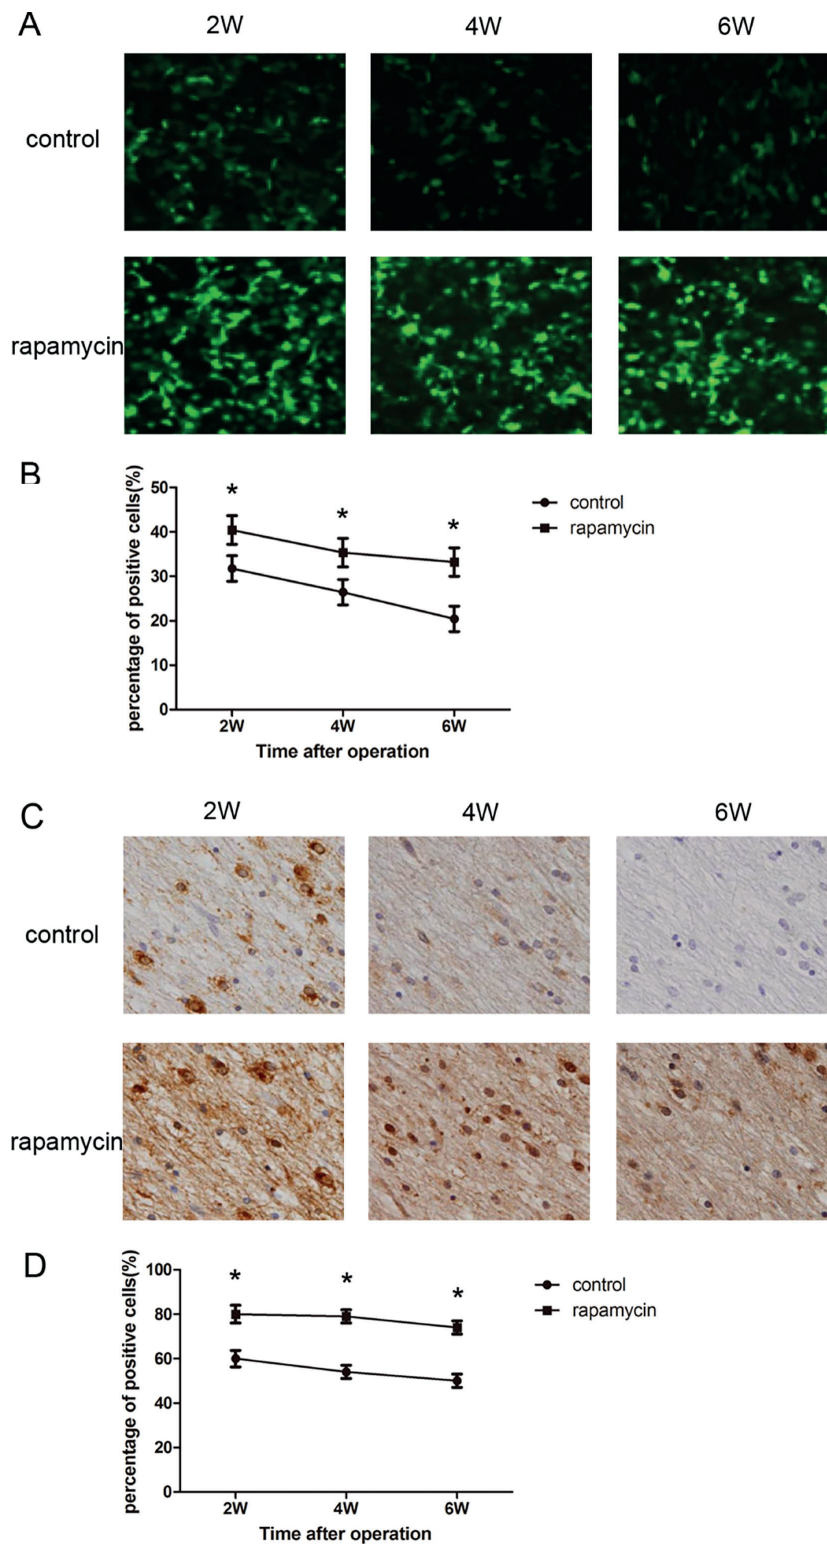 A
2W 4W 6W
control
rapamycin
B
percentage of positive cells(%)
50
40
30
20
10
0
* * *
2W 4W 6W
Time after operation
control
rapamycin
C
2W 4W 6W
control
rapamycin
D
percentage of positive cells(%)
100
80
60
40
20
0
* * *
2W 4W 6W
Time after operation
control
rapamycin